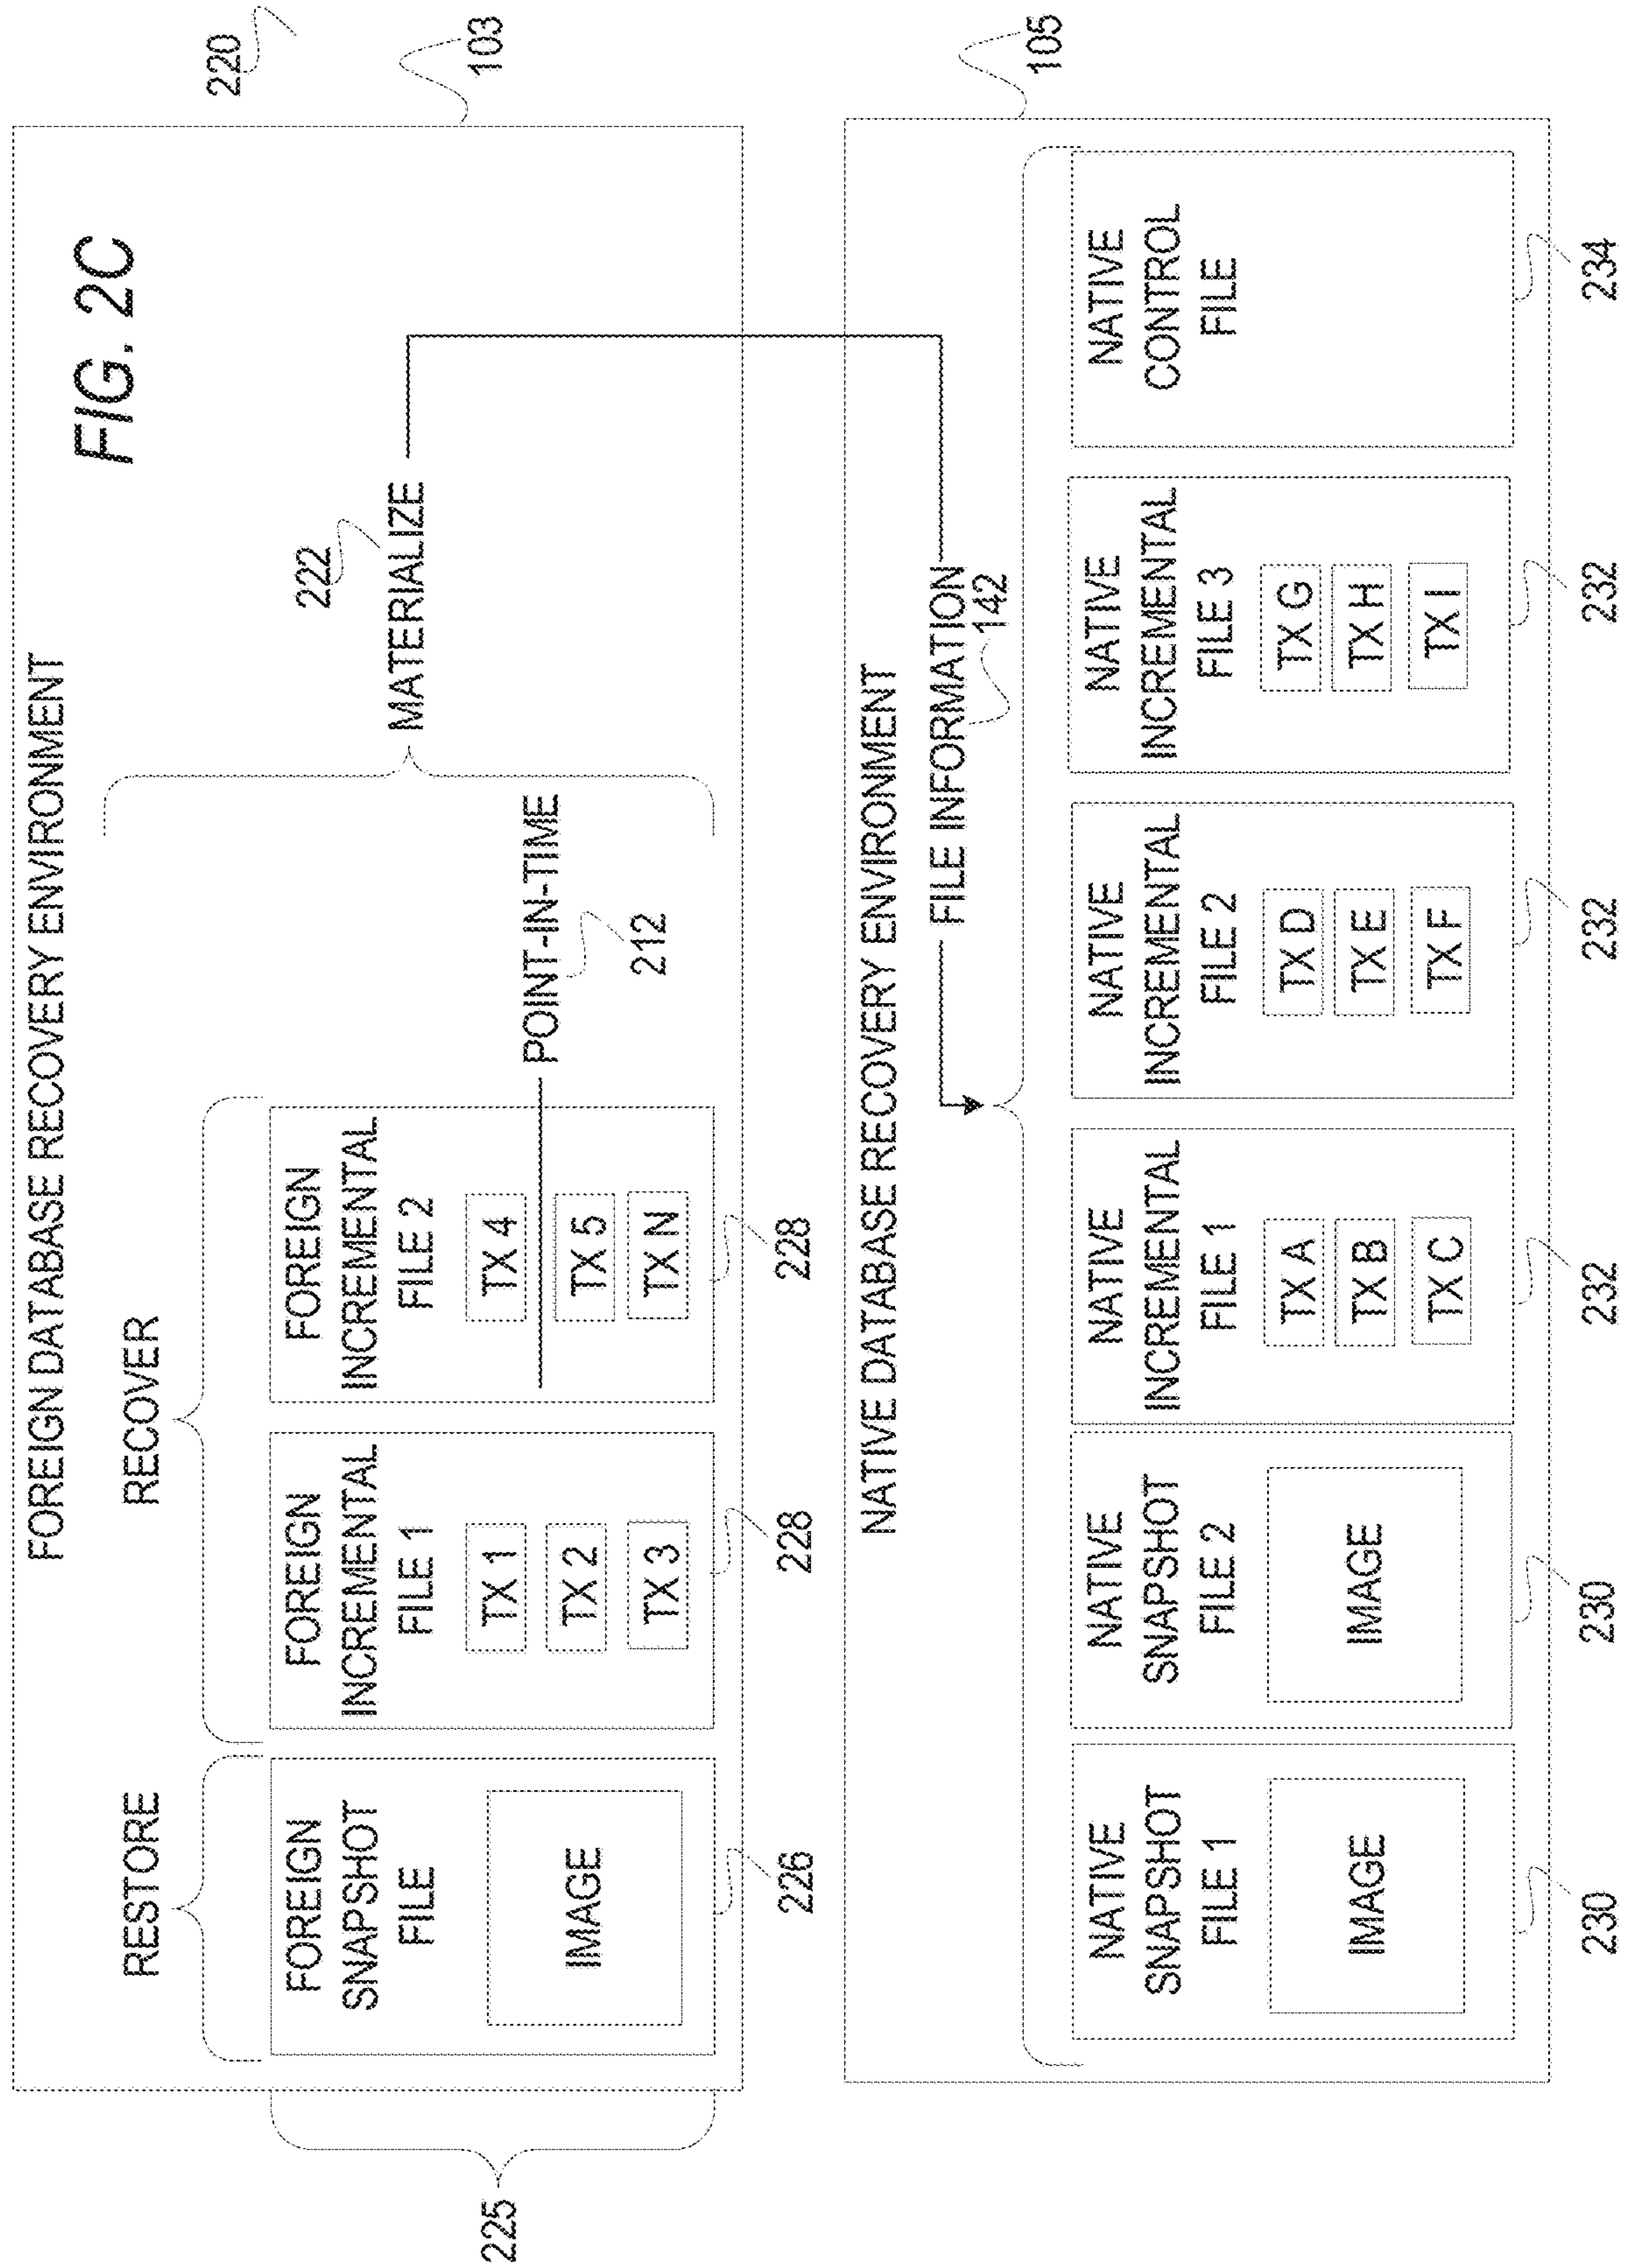 FIG. 2C
220
FOREIGN DATABASE RECOVERY ENVIRONMENT
103
RESTORE
RECOVER
225
FOREIGN
SNAPSHOT
FILE
IMAGE
226
FOREIGN
INCREMENTAL
FILE 1
TX 1
TX 2
TX 3
228
FOREIGN
INCREMENTAL
FILE 2
TX 4
TX 5
TX N
228
POINT-IN-TIME
212
222
MATERIALIZE
NATIVE DATABASE RECOVERY ENVIRONMENT
105
FILE INFORMATION
142
NATIVE
SNAPSHOT
FILE 1
IMAGE
230
NATIVE
SNAPSHOT
FILE 2
IMAGE
230
NATIVE
INCREMENTAL
FILE 1
TX A
TX B
TX C
232
NATIVE
INCREMENTAL
FILE 2
TX D
TX E
TX F
232
NATIVE
INCREMENTAL
FILE 3
TX G
TX H
TX I
232
NATIVE
CONTROL
FILE
234